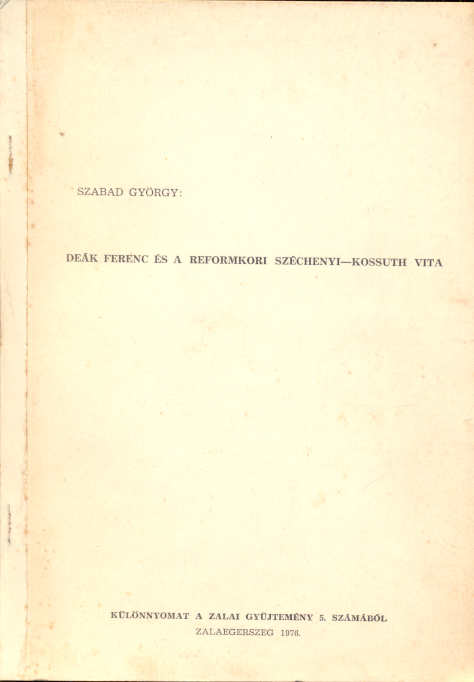 SZABAD GYÖRGY:
DEÁK FERENC ÉS A REFORMKORI SZÉCHENYI—KOSSUTH VITA
KÜLÖNNYOMAT A ZALAI GYŰJTEMÉNY 5. SZÁMÁBÓL
ZALAEGERSZEG 1976.